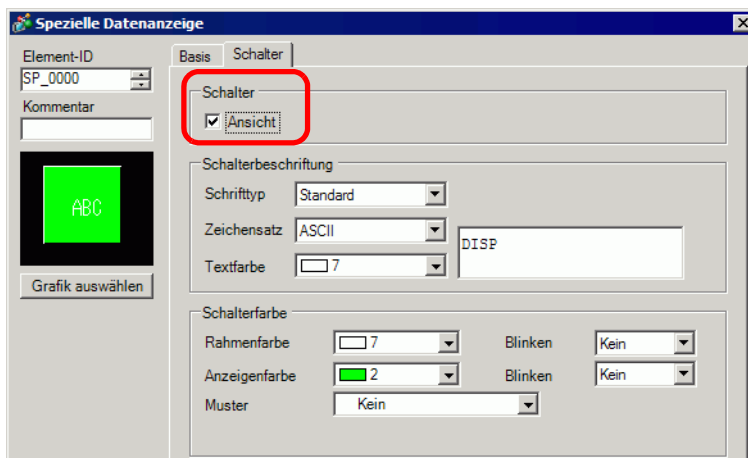 Spezielle Datenanzeige
Element-ID
SP_0000
Kommentar
ABC
Grafik auswählen
Basis Schalter
Schalter
Ansicht
Schalterbeschriftung
Schrifttyp Standard
Zeichensatz ASCII
Textfarbe 7
DISP
Schalterfarbe
Rahmenfarbe 7 Blinken Kein
Anzeigenfarbe 2 Blinken Kein
Muster Kein